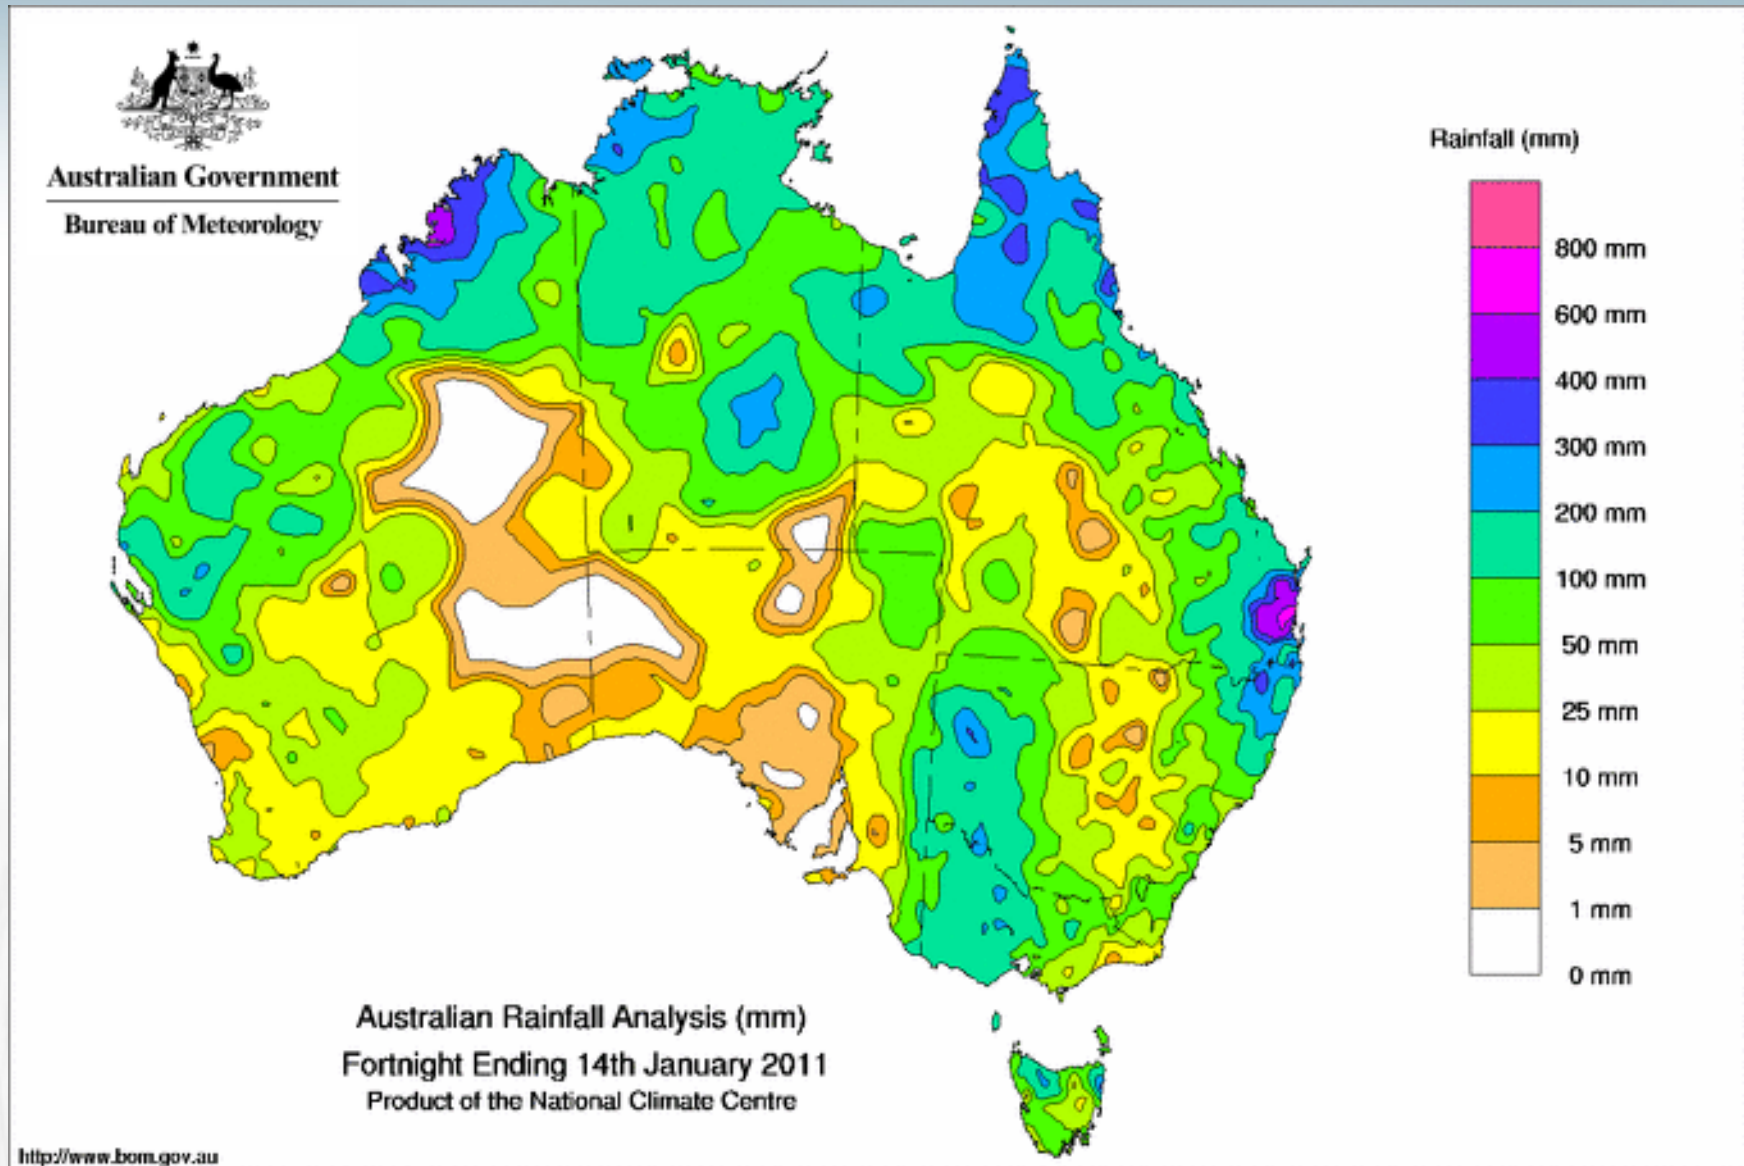 Australian Government
Bureau of Meteorology
Rainfall (mm)
800 mm
600 mm
400 mm
300 mm
200 mm
100 mm
50 mm
25 mm
10 mm
5 mm
1 mm
0 mm
Australian Rainfall Analysis (mm)
Fortnight Ending 14th January 2011
Product of the National Climate Centre
http://www.bom.gov.au